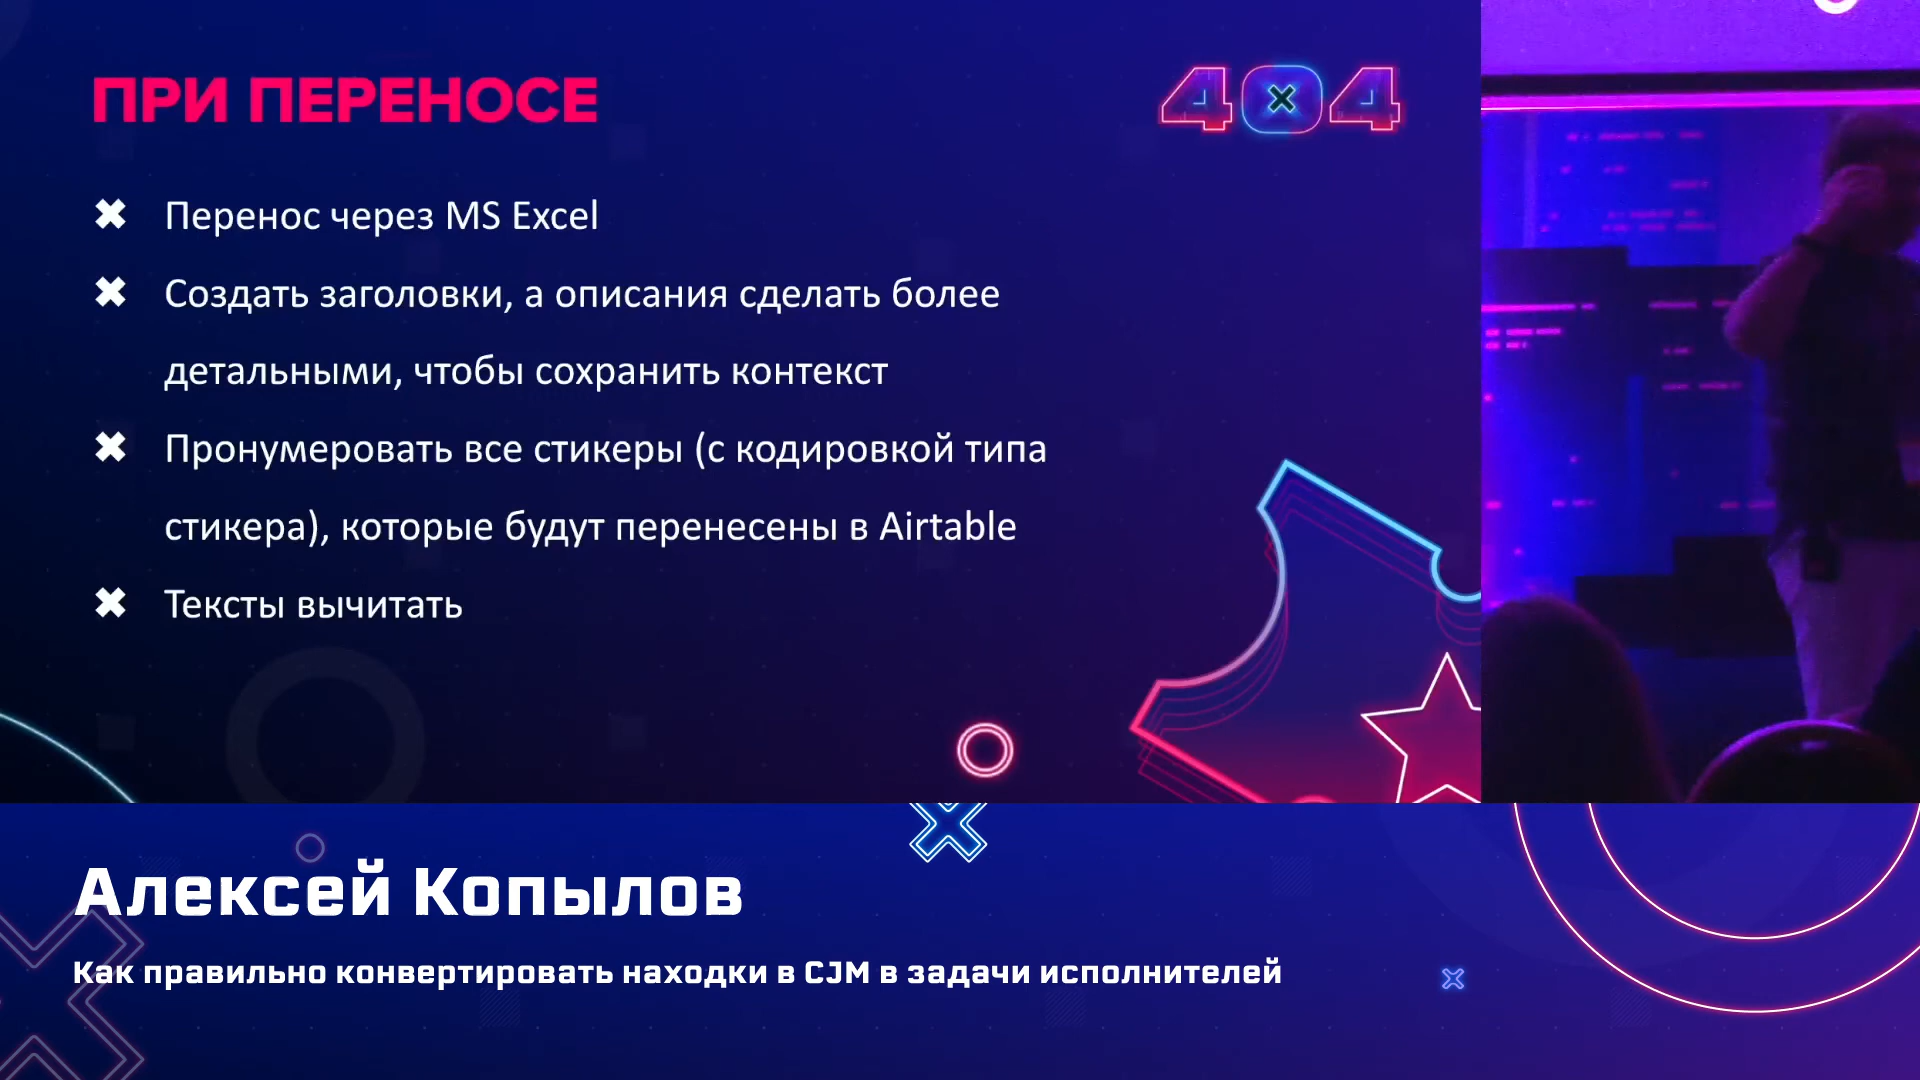 ПРИ ПЕРЕНОСЕ
404
Перенос через MS Excel
Создать заголовки, а описания сделать более
детальными, чтобы сохранить контекст
Пронумеровать все стикеры (с кодировкой типа
стикера), которые будут перенесены в Airtable
Тексты вычитать
Алексей Копылов
Как правильно конвертировать находки в CJM в задачи исполнителей